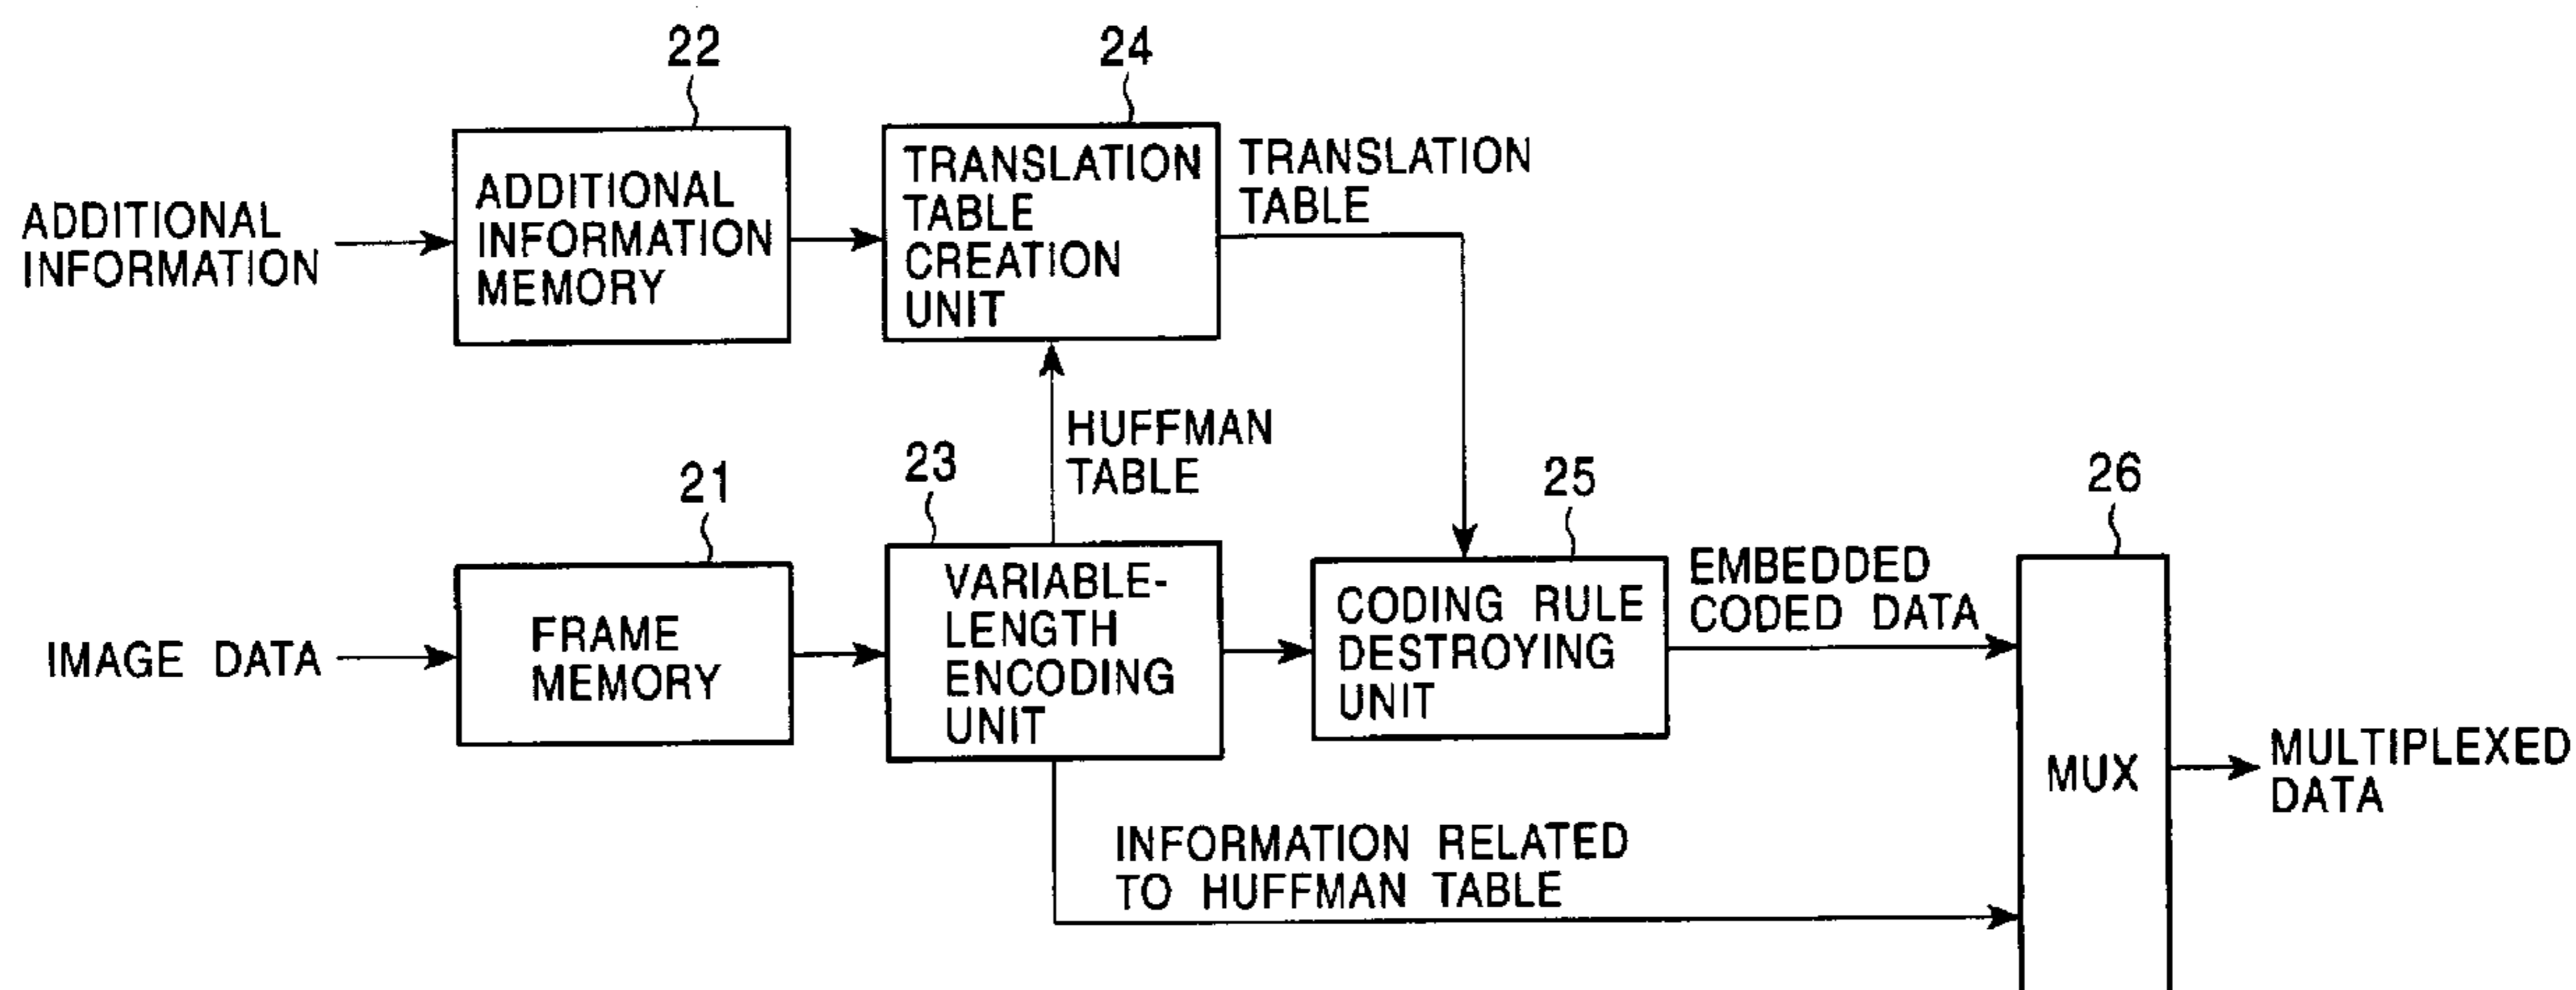 22
24
ADDITIONAL
INFORMATION
ADDITIONAL
INFORMATION
MEMORY
TRANSLATION
TABLE
CREATION
UNIT
TRANSLATION
TABLE
HUFFMAN
TABLE
21
23
25
26
IMAGE DATA
FRAME
MEMORY
VARIABLE-
LENGTH
ENCODING
UNIT
CODING RULE
DESTROYING
UNIT
EMBEDDED
CODED DATA
MUX
MULTIPLEXED
DATA
INFORMATION RELATED
TO HUFFMAN TABLE